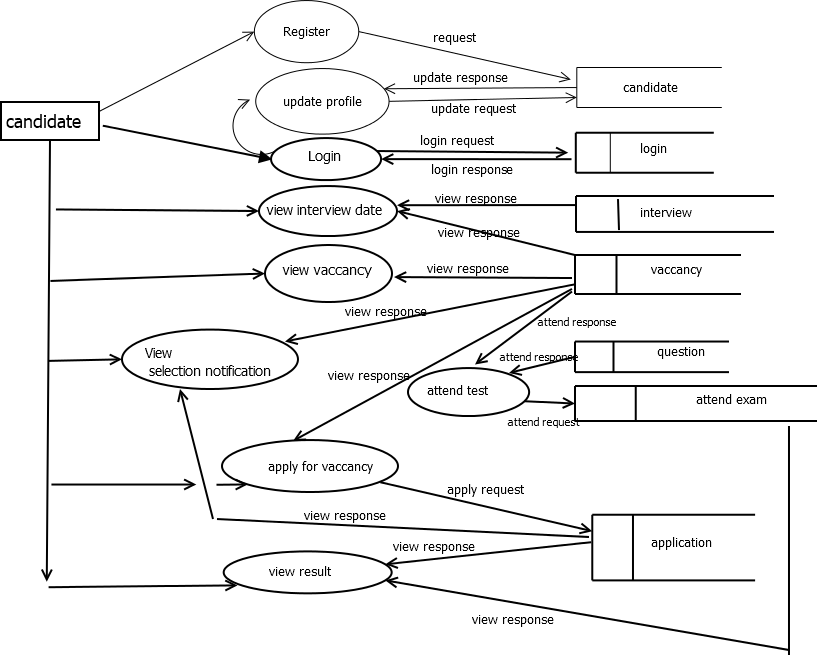 Register
request
update response
update profile
candidate
update request
candidate
login request
Login
login
login response
view response
view interview date
interview
view response
view vaccancy
view response
vaccancy
view response
attend response
View
selection notification
attend response
question
view response
attend test
attend exam
attend request
apply for vaccancy
apply request
view response
application
view response
view result
view response